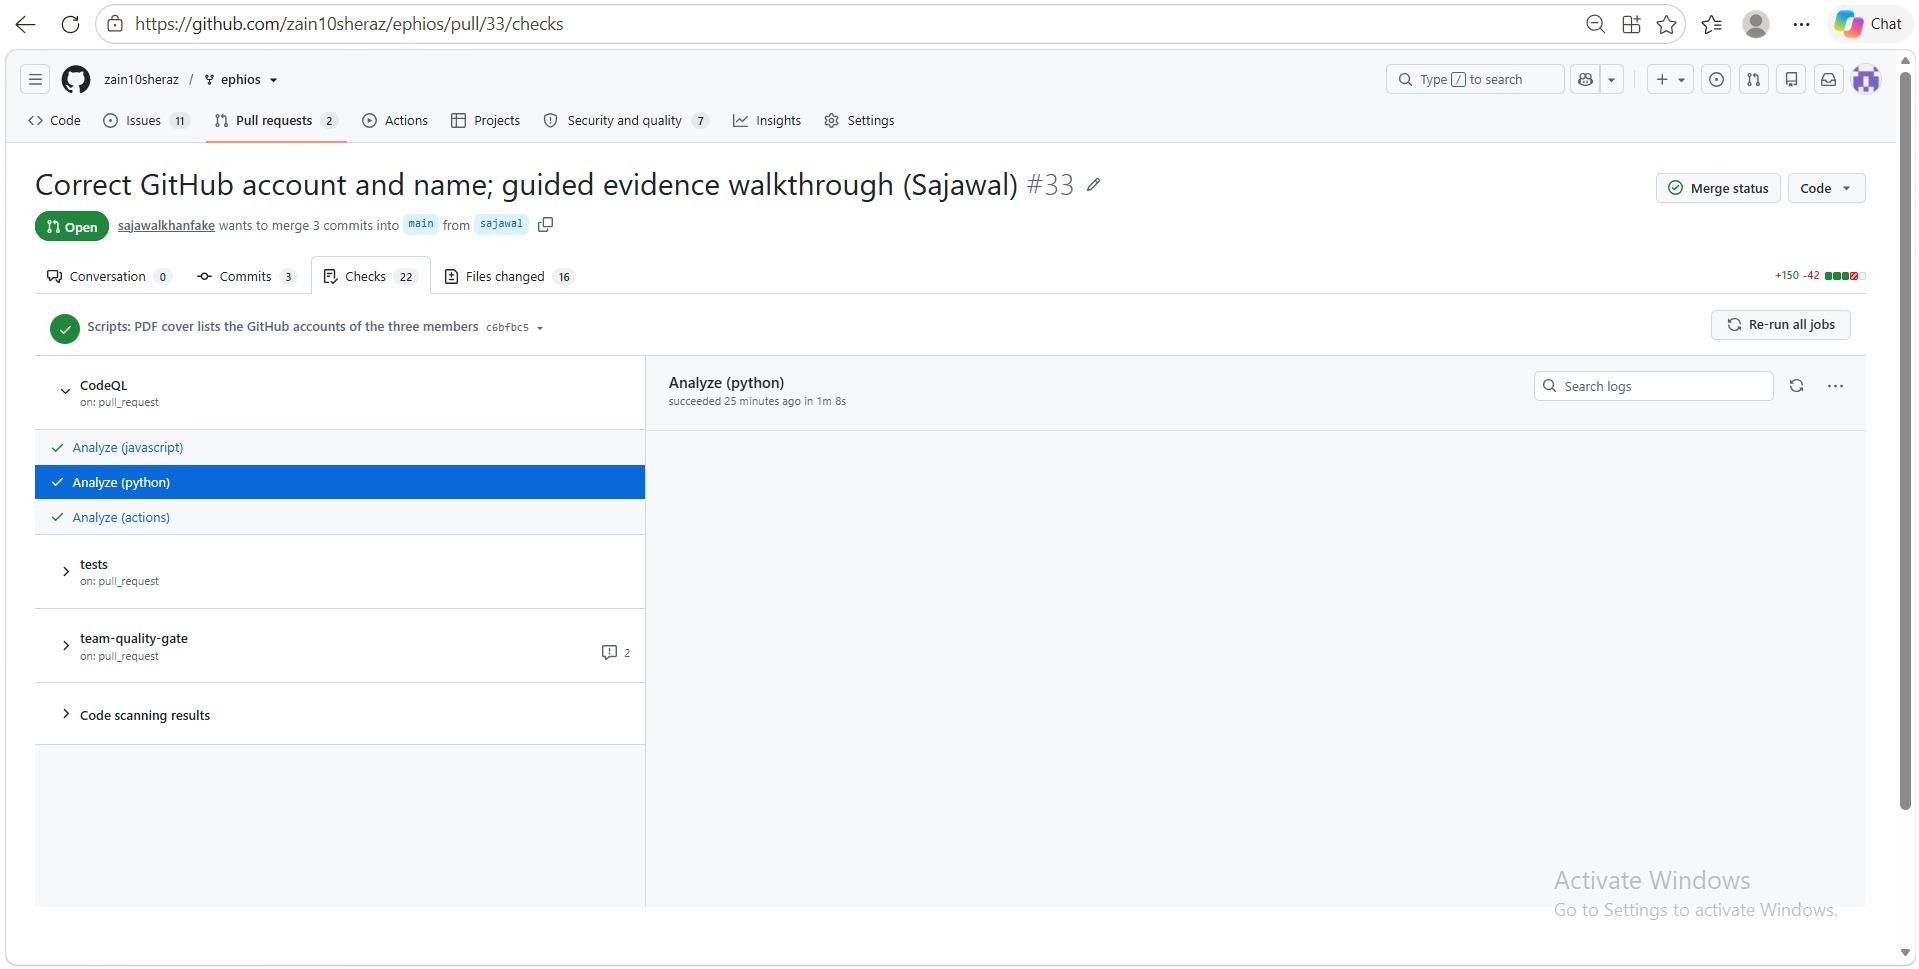 https://github.com/zain10sheraz/ephios/pull/33/checks
Chat
zain10sheraz / ephios
Type / to search
Code
Issues 11
Pull requests 2
Actions
Projects
Security and quality 7
Insights
Settings
Correct GitHub account and name; guided evidence walkthrough (Sajawal) #33
Merge status
Code
Open
sajawalkhanfake wants to merge 3 commits into main from sajawal
Conversation 0
Commits 3
Checks 22
Files changed 16
+150 -42
Scripts: PDF cover lists the GitHub accounts of the three members c6bfbc5
Re-run all jobs
CodeQL
on: pull_request
Analyze (javascript)
Analyze (python)
Analyze (actions)
tests
on: pull_request
team-quality-gate
on: pull_request
2
Code scanning results
Analyze (python)
succeeded 25 minutes ago in 1m 8s
Search logs
Activate Windows
Go to Settings to activate Windows.